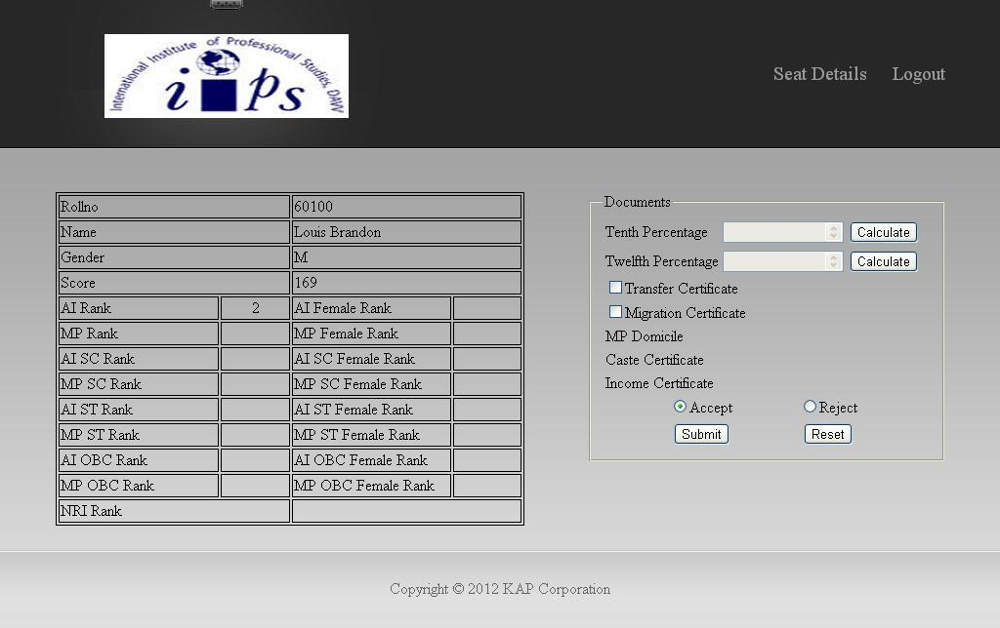 International Institute of Professional Studies, DAVV
i ps
Seat Details Logout
Rollno 60100
Name Louis Brandon
Gender M
Score 169
AI Rank 2 AI Female Rank
MP Rank MP Female Rank
AI SC Rank AI SC Female Rank
MP SC Rank MP SC Female Rank
AI ST Rank AI ST Female Rank
MP ST Rank MP ST Female Rank
AI OBC Rank AI OBC Female Rank
MP OBC Rank MP OBC Female Rank
NRI Rank
Documents
Tenth Percentage Calculate
Twelfth Percentage Calculate
Transfer Certificate
Migration Certificate
MP Domicile
Caste Certificate
Income Certificate
Accept Reject
Submit Reset
Copyright © 2012 KAP Corporation